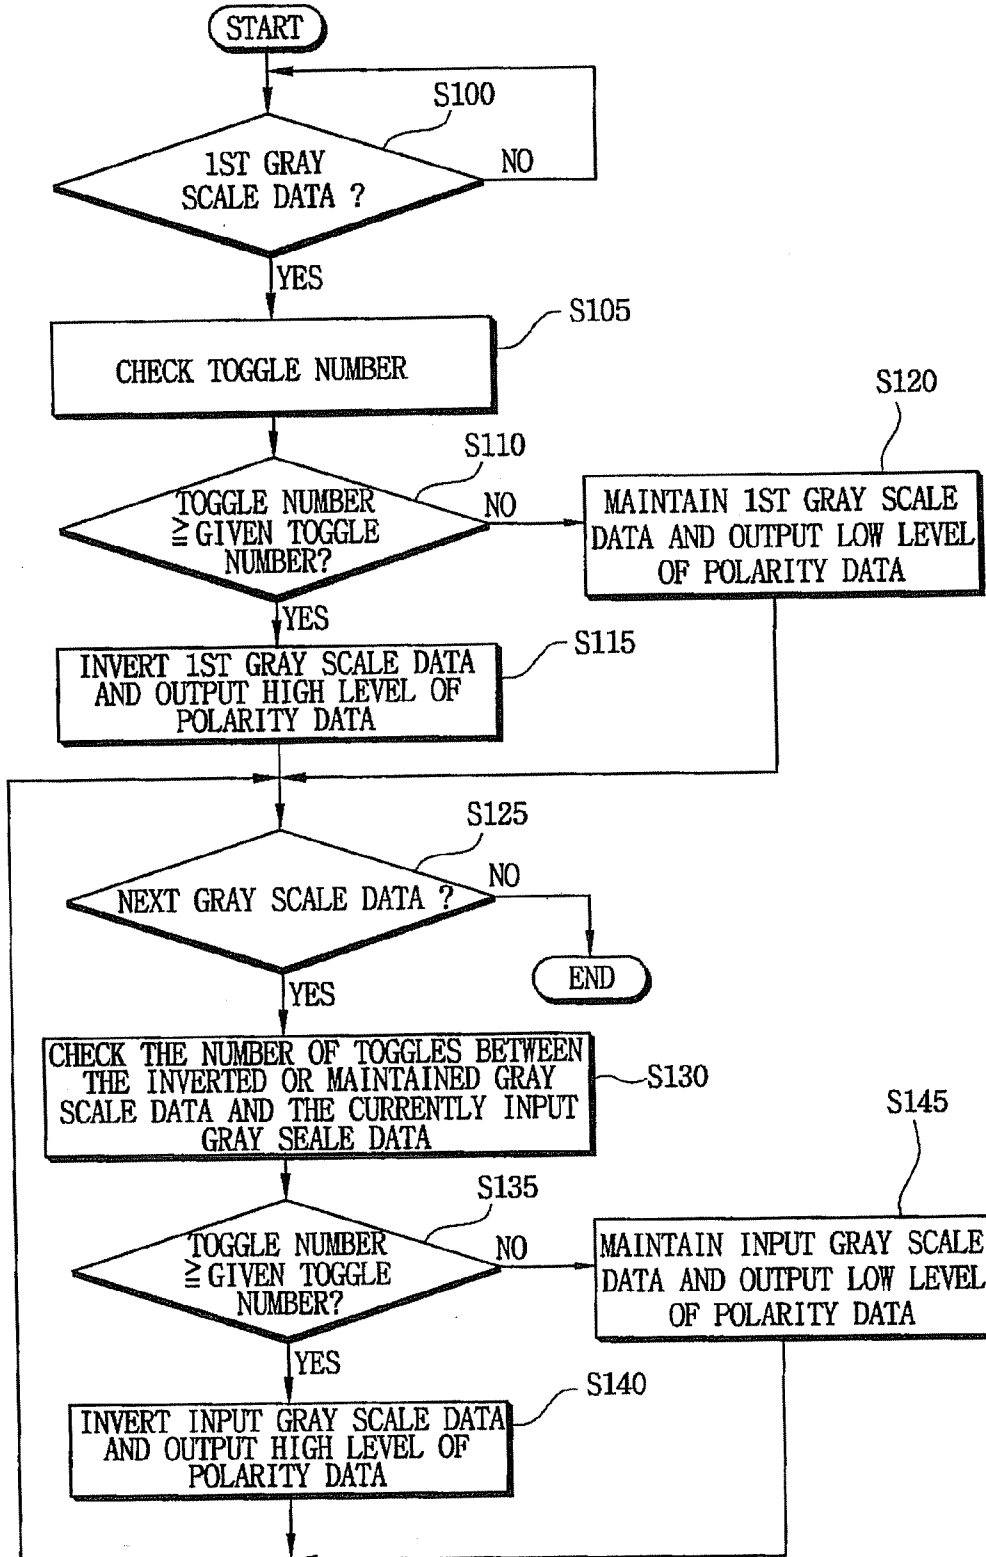 START
S100
1ST GRAY
SCALE DATA ?
NO
YES
S105
CHECK TOGGLE NUMBER
S110
TOGGLE NUMBER
≧ GIVEN TOGGLE
NUMBER?
NO
S120
MAINTAIN 1ST GRAY SCALE
DATA AND OUTPUT LOW LEVEL
OF POLARITY DATA
YES
S115
INVERT 1ST GRAY SCALE DATA
AND OUTPUT HIGH LEVEL OF
POLARITY DATA
S125
NEXT GRAY SCALE DATA ?
NO
END
YES
CHECK THE NUMBER OF TOGGLES BETWEEN
THE INVERTED OR MAINTAINED GRAY
SCALE DATA AND THE CURRENTLY INPUT
GRAY SEALE DATA
S130
S135
TOGGLE NUMBER
≧ GIVEN TOGGLE
NUMBER?
NO
S145
MAINTAIN INPUT GRAY SCALE
DATA AND OUTPUT LOW LEVEL
OF POLARITY DATA
YES
S140
INVERT INPUT GRAY SCALE DATA
AND OUTPUT HIGH LEVEL OF
POLARITY DATA